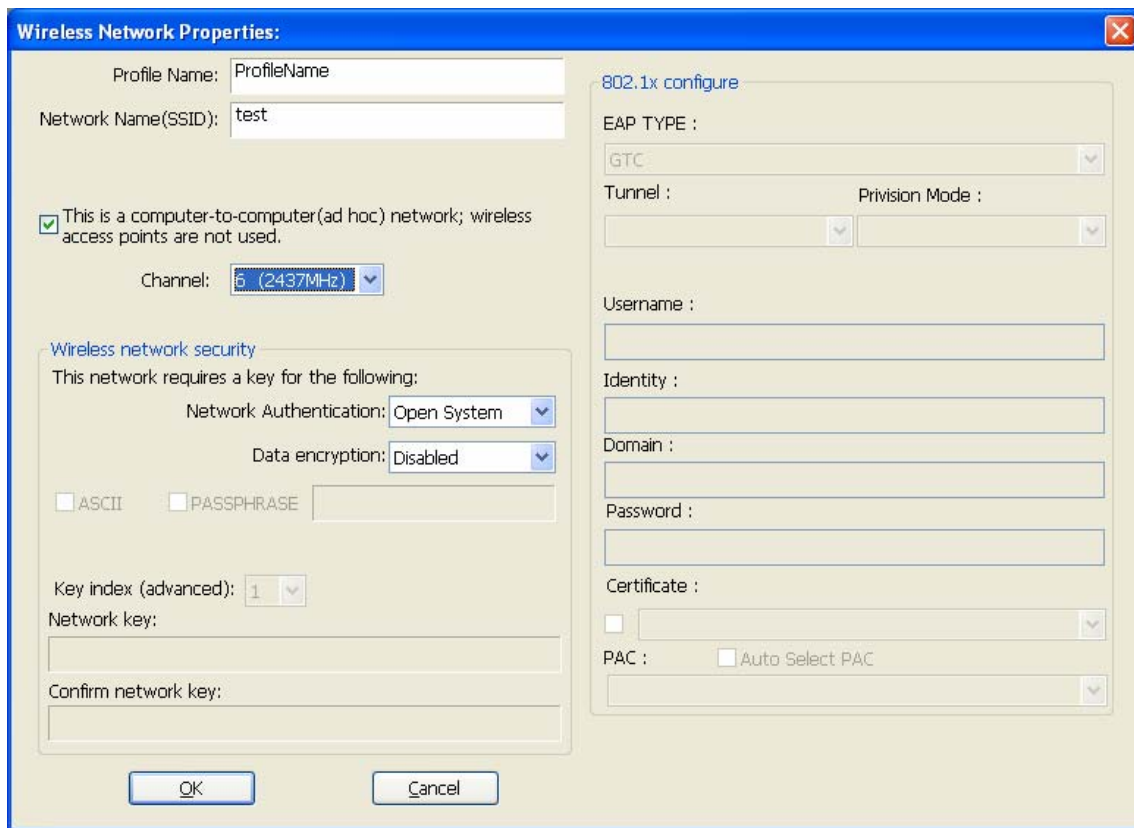 Wireless Network Properties:
Profile Name: ProfileName
Network Name(SSID): test
This is a computer-to-computer(ad hoc) network; wireless
access points are not used.
Channel: 6 (2437MHz)
Wireless network security
This network requires a key for the following:
Network Authentication: Open System
Data encryption: Disabled
ASCII PASSPHRASE
Key index (advanced): 1
Network key:
Confirm network key:
OK Cancel
802.1x configure
EAP TYPE :
GTC
Tunnel : Privision Mode :
Username :
Identity :
Domain :
Password :
Certificate :
PAC : Auto Select PAC